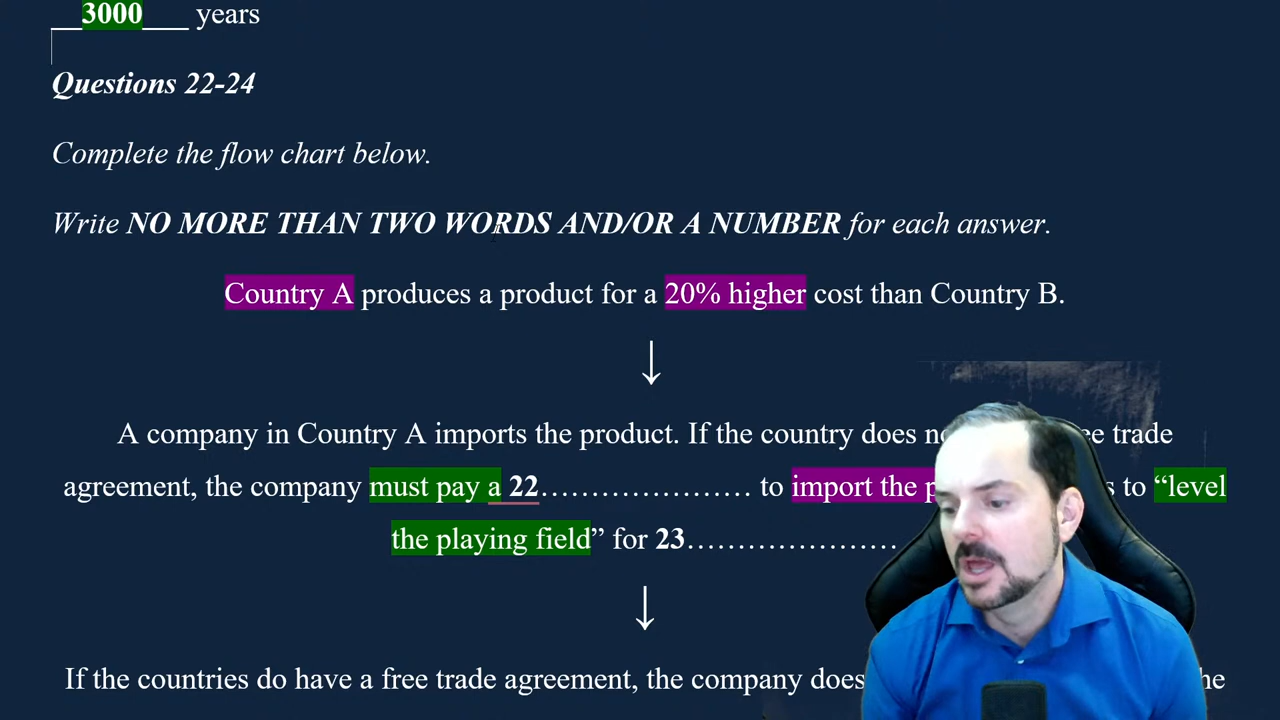 __3000___ years
Questions 22-24
Complete the flow chart below.
Write NO MORE THAN TWO WORDS AND/OR A NUMBER for each answer.
Country A produces a product for a 20% higher cost than Country B.
↓
A company in Country A imports the product. If the country does trade
agreement, the company must pay a 22………………… to import the to “level
the playing field” for 23…………………
↓
If the countries do have a free trade agreement, the company does